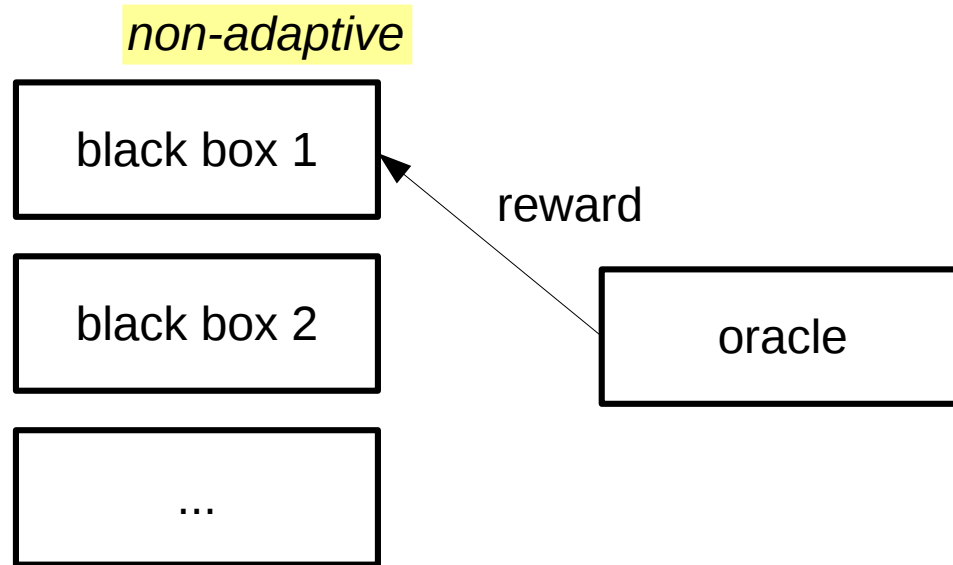 non-adaptive
black box 1
reward
black box 2
oracle
...